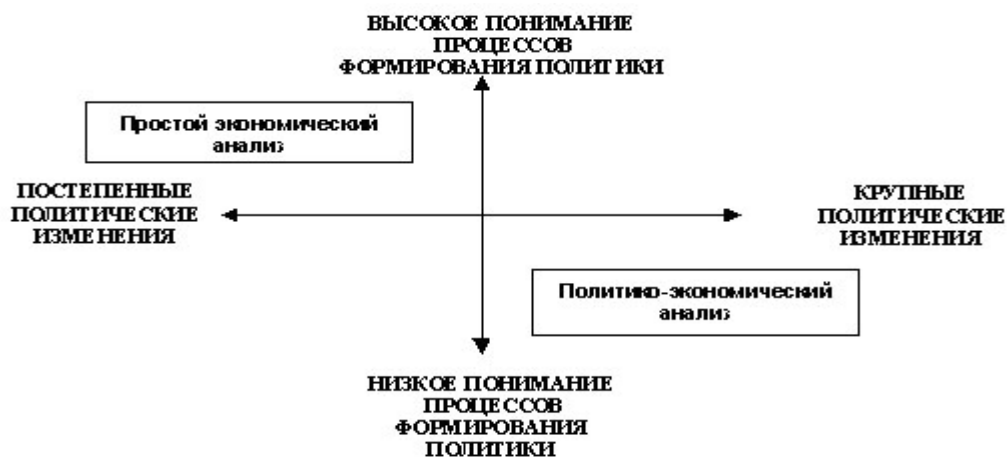 ВЫСОКОЕ ПОНИМАНИЕ
ПРОЦЕССОВ
ФОРМИРОВАНИЯ ПОЛИТИКИ
Простой экономический
анализ
ПОСТЕПЕННЫЕ
ПОЛИТИЧЕСКИЕ
ИЗМЕНЕНИЯ
КРУПНЫЕ
ПОЛИТИЧЕСКИЕ
ИЗМЕНЕНИЯ
Политико-экономический
анализ
НИЗКОЕ ПОНИМАНИЕ
ПРОЦЕССОВ
ФОРМИРОВАНИЯ
ПОЛИТИКИ